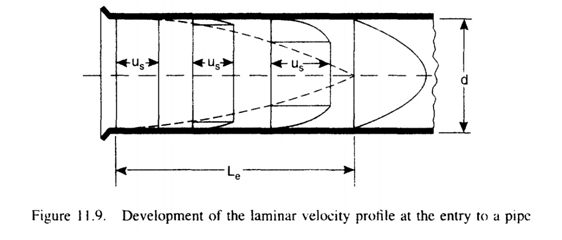 uₛ uₛ uₛ d
Lₑ
Figure 11.9. Development of the laminar velocity profile at the entry to a pipe